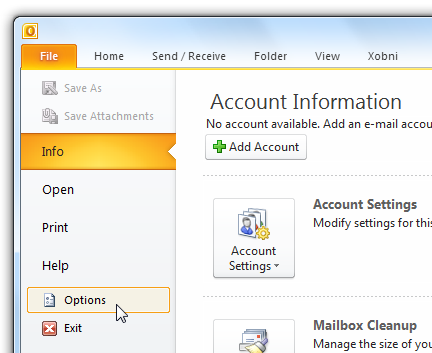 File Home Send / Receive Folder View Xobni
Save As
Save Attachments
Info
Open
Print
Help
Options
Exit
Account Information
No account available. Add an e-mail
Add Account
Account
Settings
Account Settings
Modify settings for this
Mailbox Cleanup
Manage the size of